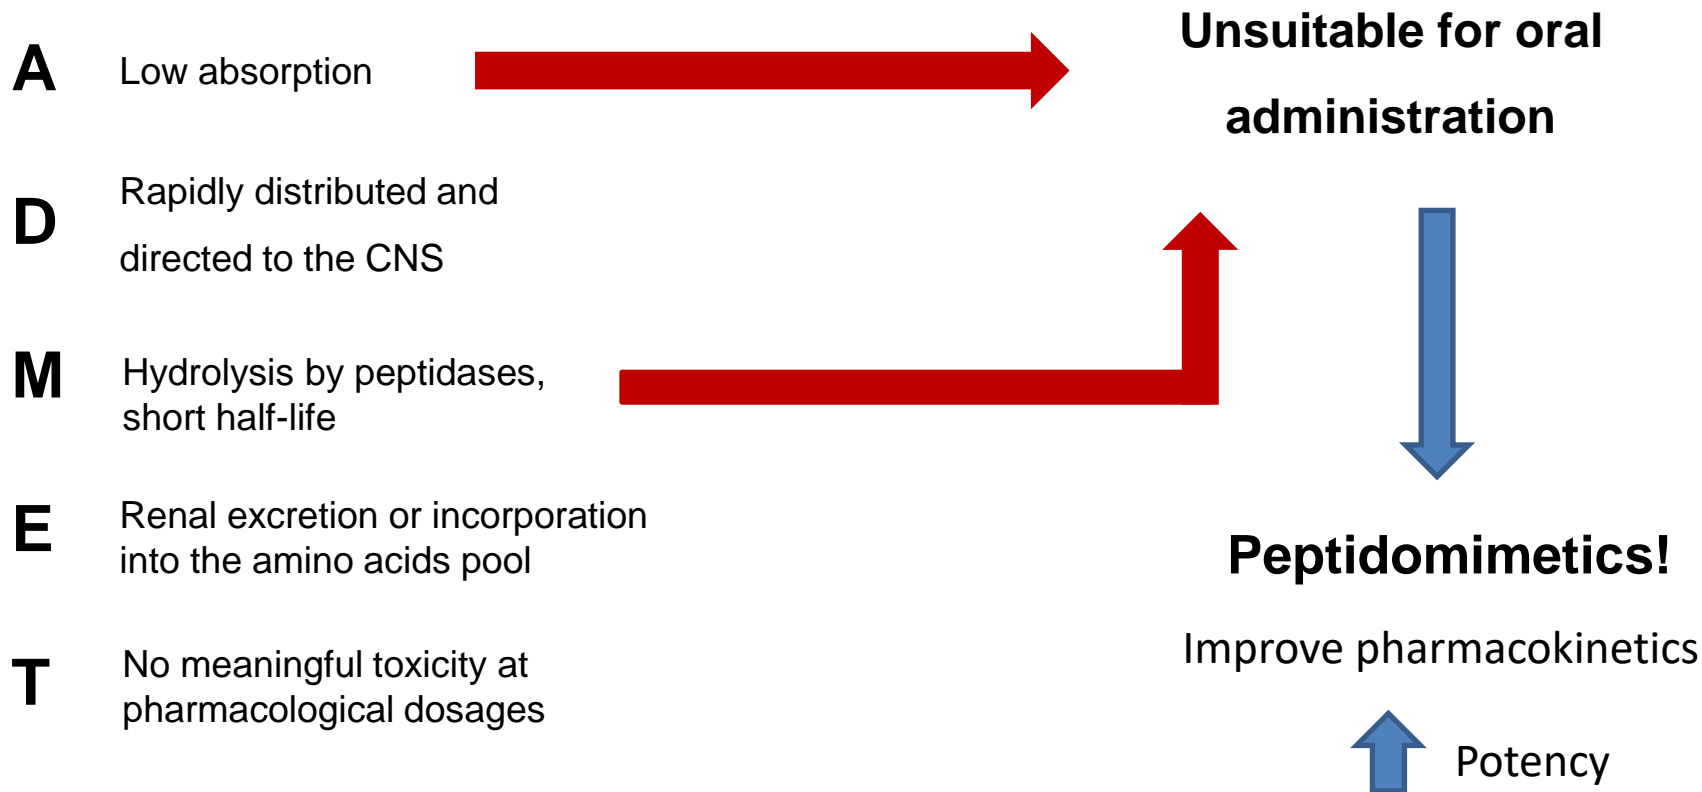 A
Low absorption
Unsuitable for oral
administration
D
Rapidly distributed and
directed to the CNS
M
Hydrolysis by peptidases,
short half-life
E
Renal excretion or incorporation
into the amino acids pool
Peptidomimetics!
Improve pharmacokinetics
T
No meaningful toxicity at
pharmacological dosages
Potency